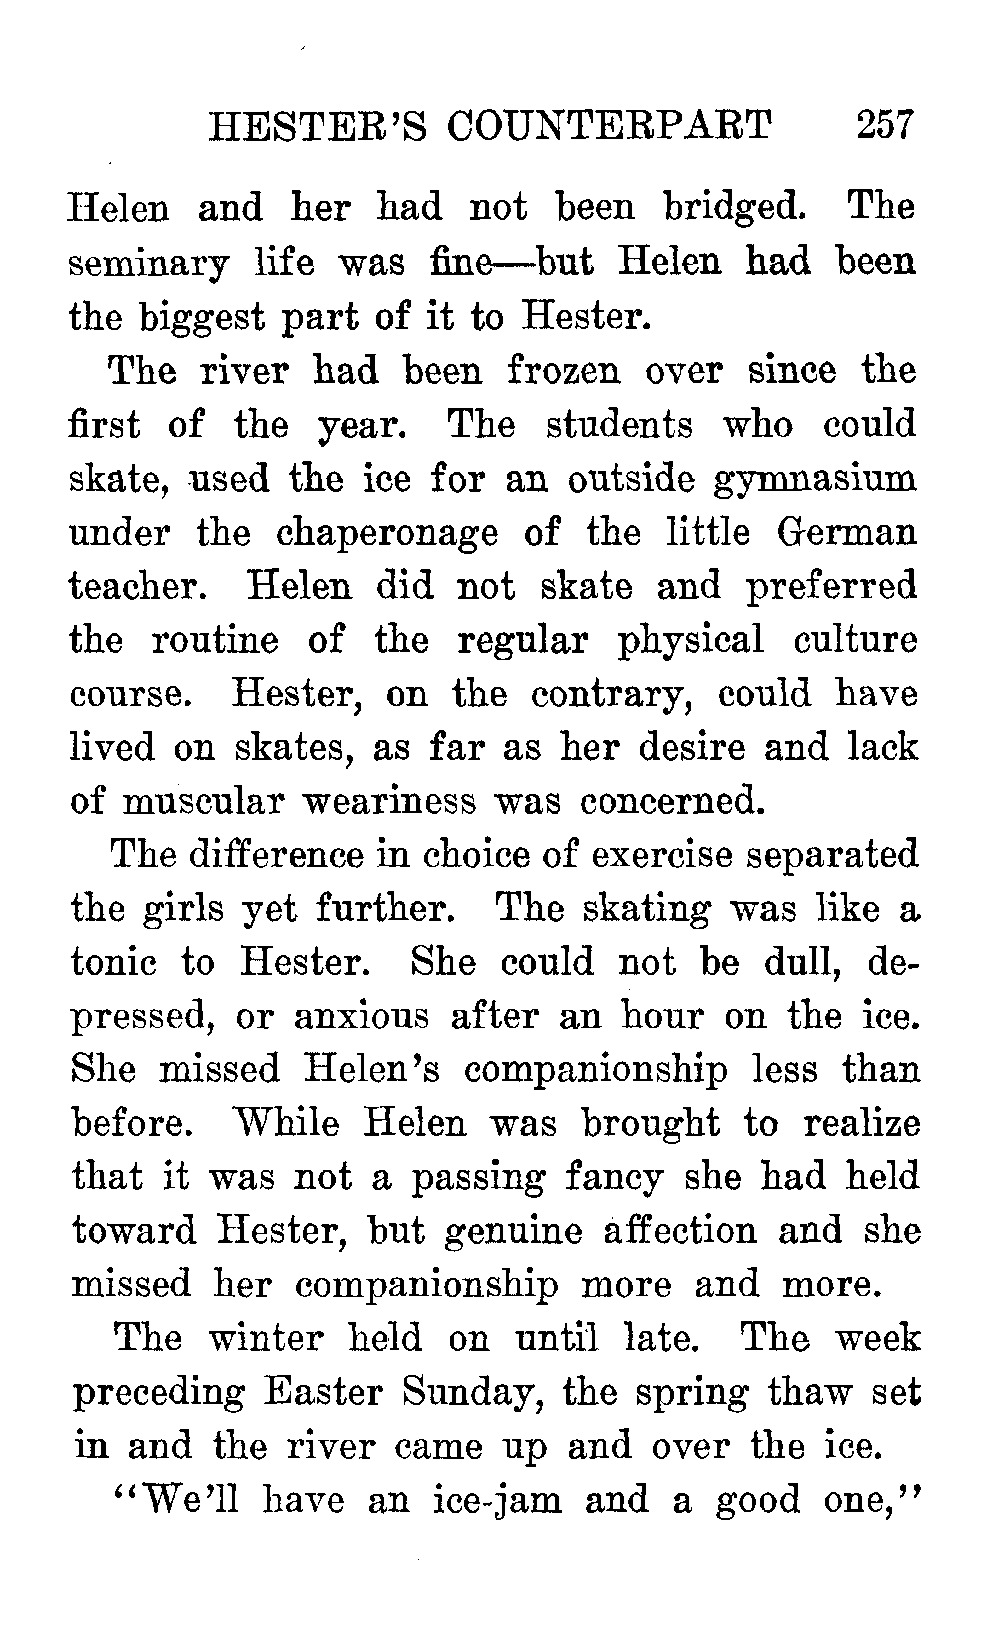 HESTER'S COUNTERPART 257
Helen and her had not been bridged. The
seminary life was fine—but Helen had been
the biggest part of it to Hester.
The river had been frozen over since the
first of the year. The students who could
skate, used the ice for an outside gymnasium
under the chaperonage of the little German
teacher. Helen did not skate and preferred
the routine of the regular physical culture
course. Hester, on the contrary, could have
lived on skates, as far as her desire and lack
of muscular weariness was concerned.
The difference in choice of exercise separated
the girls yet further. The skating was like a
tonic to Hester. She could not be dull, de-
pressed, or anxious after an hour on the ice.
She missed Helen's companionship less than
before. While Helen was brought to realize
that it was not a passing fancy she had held
toward Hester, but genuine affection and she
missed her companionship more and more.
The winter held on until late. The week
preceding Easter Sunday, the spring thaw set
in and the river came up and over the ice.
"We'll have an ice-jam and a good one,"